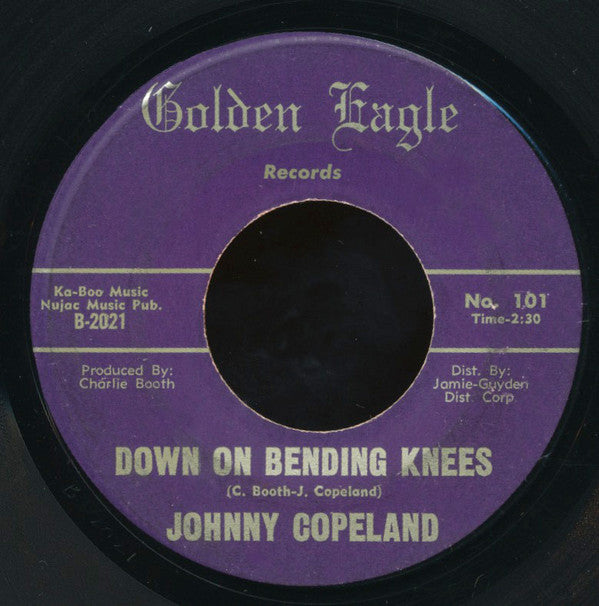 Golden Eagle
Records
Ka-Boo Music
Nujac Music Pub.
B-2021
No. 101
Time-2:30
Produced By:
Charlie Booth
Dist. By:
Jamie-Guyden
Dist. Corp.
DOWN ON BENDING KNEES
(C. Booth-J. Copeland)
JOHNNY COPELAND